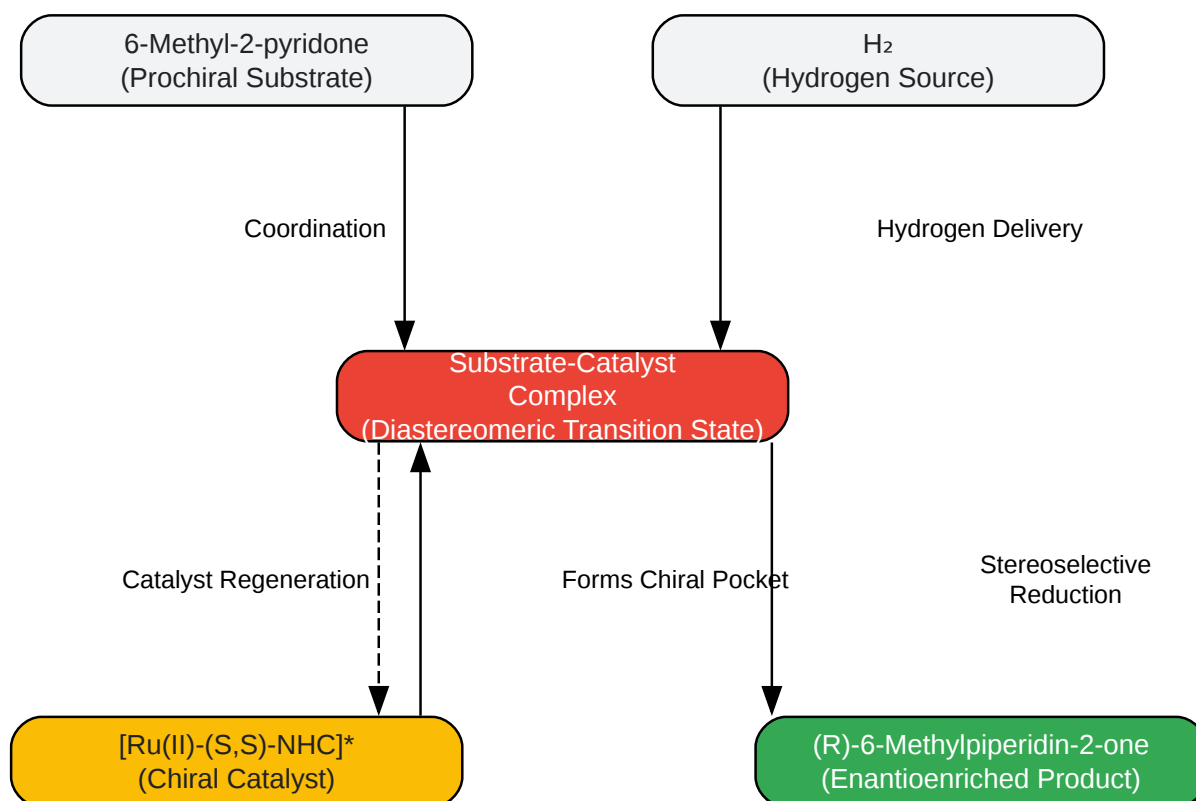 6-Methyl-2-pyridone
(Prochiral Substrate)
H₂
(Hydrogen Source)
Coordination
Hydrogen Delivery
Substrate-Catalyst
Complex
(Diastereomeric Transition State)
Catalyst Regeneration
Forms Chiral Pocket
Stereoselective
Reduction
[Ru(II)-(S,S)-NHC]*
(Chiral Catalyst)
(R)-6-Methylpiperidin-2-one
(Enantioenriched Product)